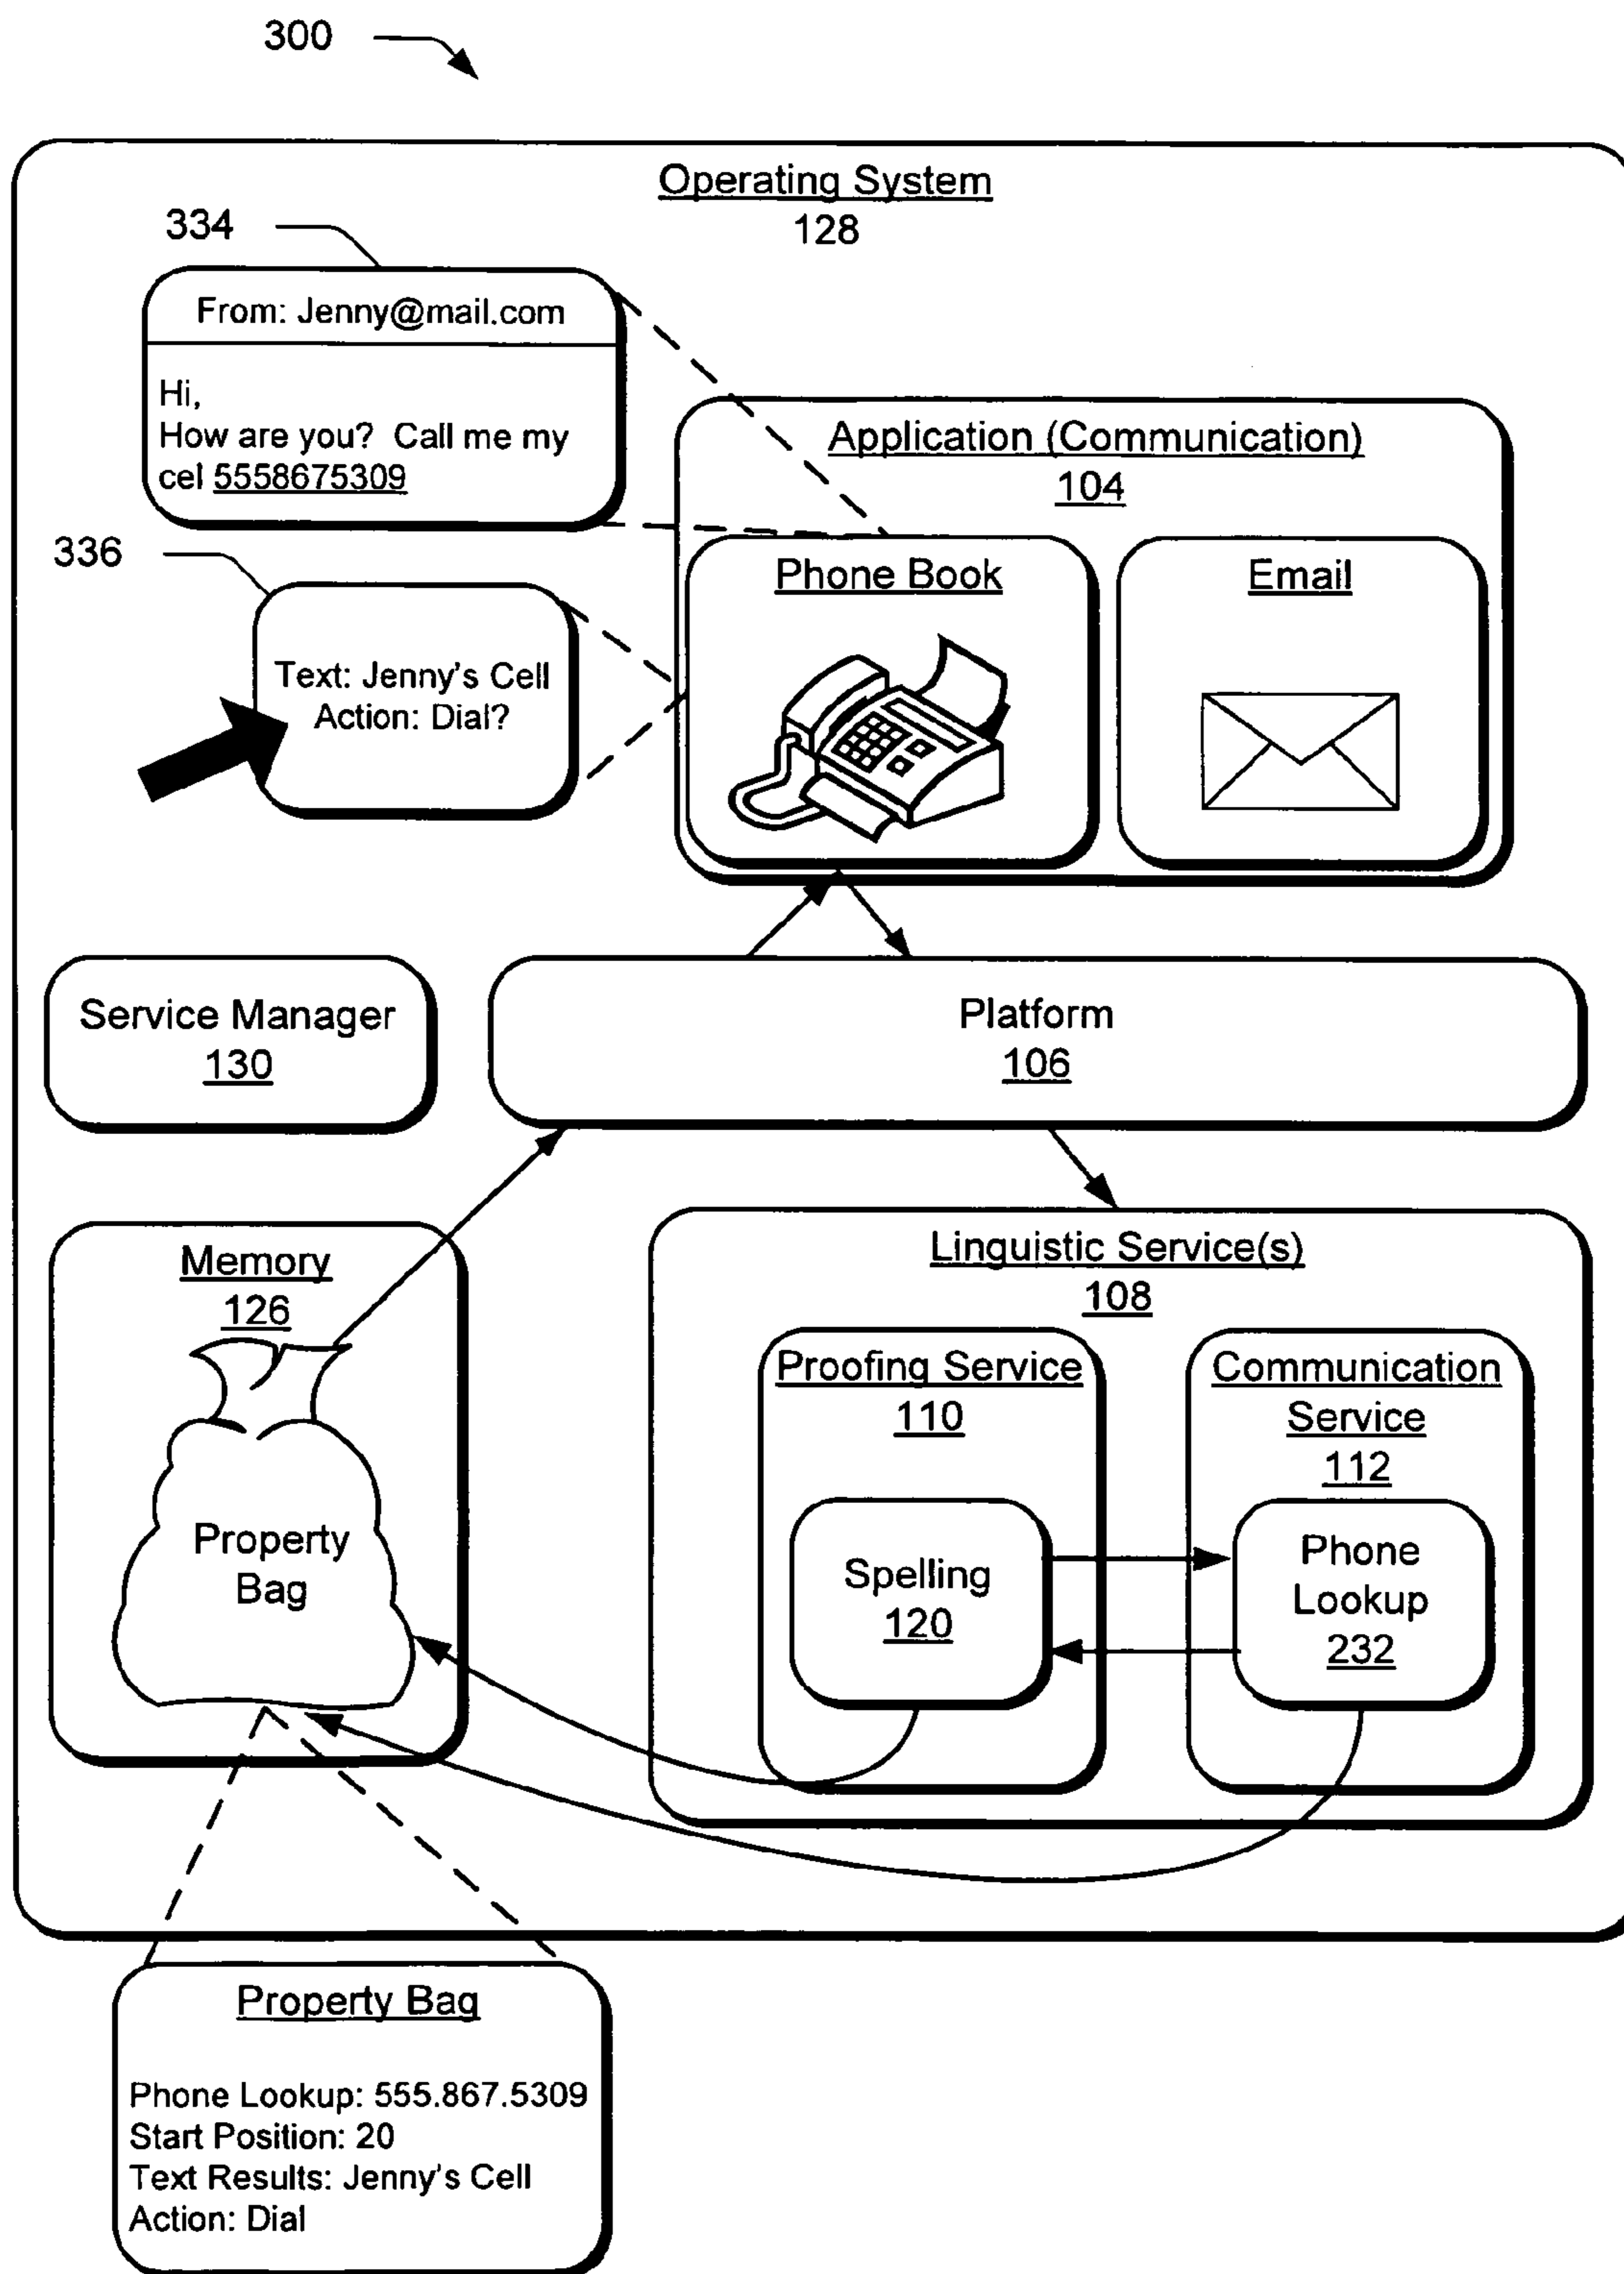 300
Operating System
128
334
From: Jenny@mail.com
Hi,
How are you? Call me my
cel 5558675309
Application (Communication)
104
336
Text: Jenny's Cell
Action: Dial?
Phone Book
Email
Service Manager
130
Platform
106
Memory
126
Property
Bag
Linguistic Service(s)
108
Proofing Service
110
Spelling
120
Communication
Service
112
Phone
Lookup
232
Property Bag
Phone Lookup: 555.867.5309
Start Position: 20
Text Results: Jenny's Cell
Action: Dial